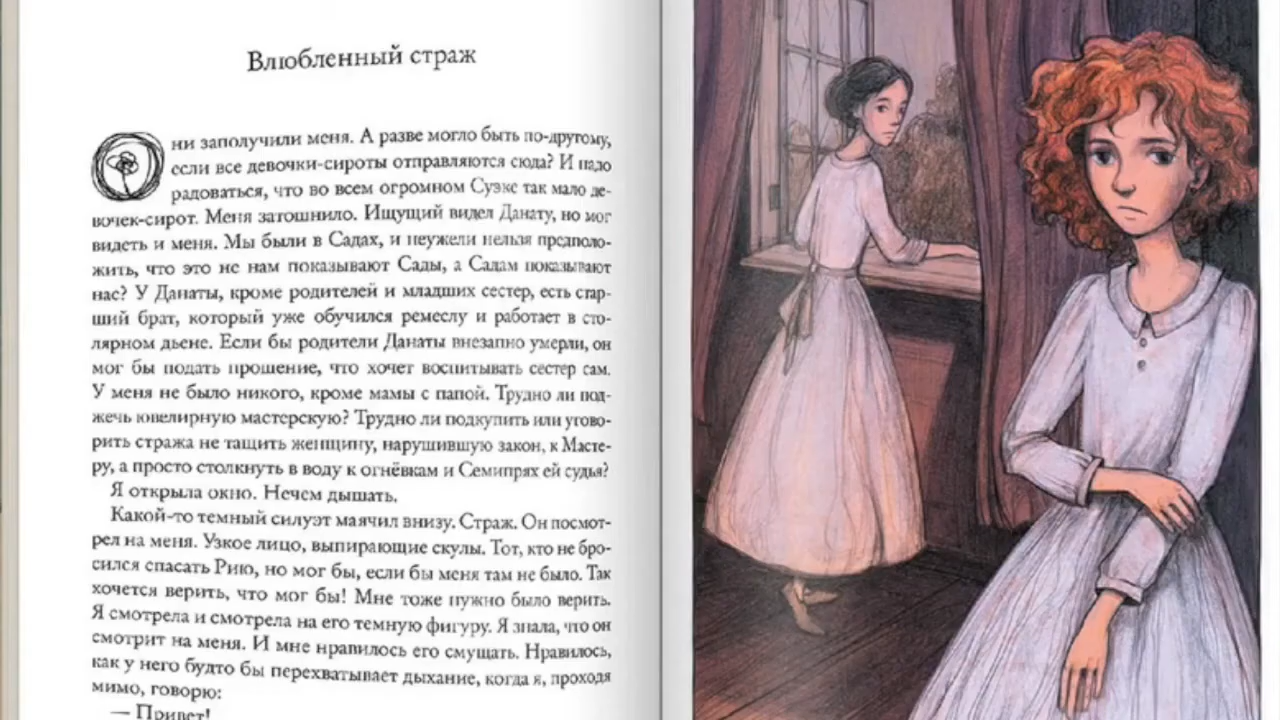 Влюбленный страж
Они заполучили меня. А разве могло быть по-другому,
если все девочки-сироты отправляются сюда? И надо
радоваться, что во всем огромном Суэке так мало де-
вочек-сирот. Меня затошнило. Ищущий видел Данату, но мог
видеть и меня. Мы были в Садах, и неужели нельзя предполо-
жить, что это не нам показывают Сады, а Садам показывают
нас? У Данаты, кроме родителей и младших сестер, есть стар-
ший брат, который уже обучился ремеслу и работает в сто-
лярном дьене. Если бы родители Данаты внезапно умерли, он
мог бы подать прошение, что хочет воспитывать сестер сам.
У меня не было никого, кроме мамы с папой. Трудно ли под-
жечь ювелирную мастерскую? Трудно ли подкупить или угово-
рить стража не тащить женщину, нарушившую закон, к Масте-
ру, а просто столкнуть в воду к огнёвкам и Семипрях ей судья?
Я открыла окно. Нечем дышать.
Какой-то темный силуэт маячил внизу. Страж. Он посмот-
рел на меня. Узкое лицо, выпирающие скулы. Тот, кто не бро-
сился спасать Рию, но мог бы, если бы меня там не было. Так
хочется верить, что мог бы! Мне тоже нужно было верить.
Я смотрела и смотрела на его темную фигуру. Я знала, что он
смотрит на меня. И мне нравилось его смущать. Нравилось,
как у него будто бы перехватывает дыхание, когда я, проходя
мимо, говорю:
— Привет!